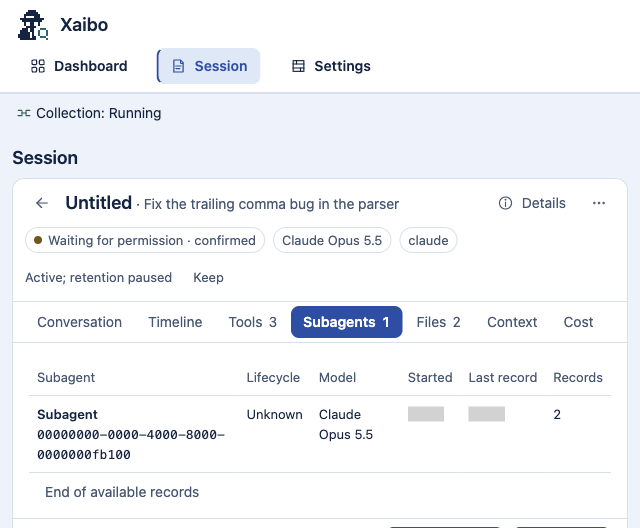 Xaibo
Dashboard
Session
Settings
Collection: Running
Session
Untitled · Fix the trailing comma bug in the parser
Details
Waiting for permission · confirmed
Claude Opus 5.5
claude
Active; retention paused
Keep
Conversation
Timeline
Tools 3
Subagents 1
Files 2
Context
Cost
Subagent
Lifecycle
Model
Started
Last record
Records
Subagent
00000000-0000-4000-8000-
0000000fb100
Unknown
Claude
Opus 5.5
2
End of available records